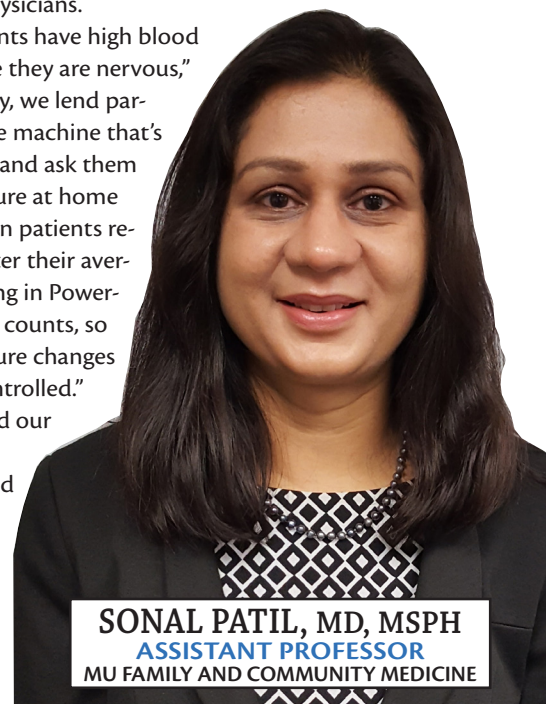 ysicians.
nts have high blood
e they are nervous,”
y, we lend par-
e machine that’s
and ask them
ure at home
n patients re-
er their aver-
ng in Power-
counts, so
ure changes
ntrolled.”
d our
d
SONAL PATIL, MD, MSPH
ASSISTANT PROFESSOR
MU FAMILY AND COMMUNITY MEDICINE